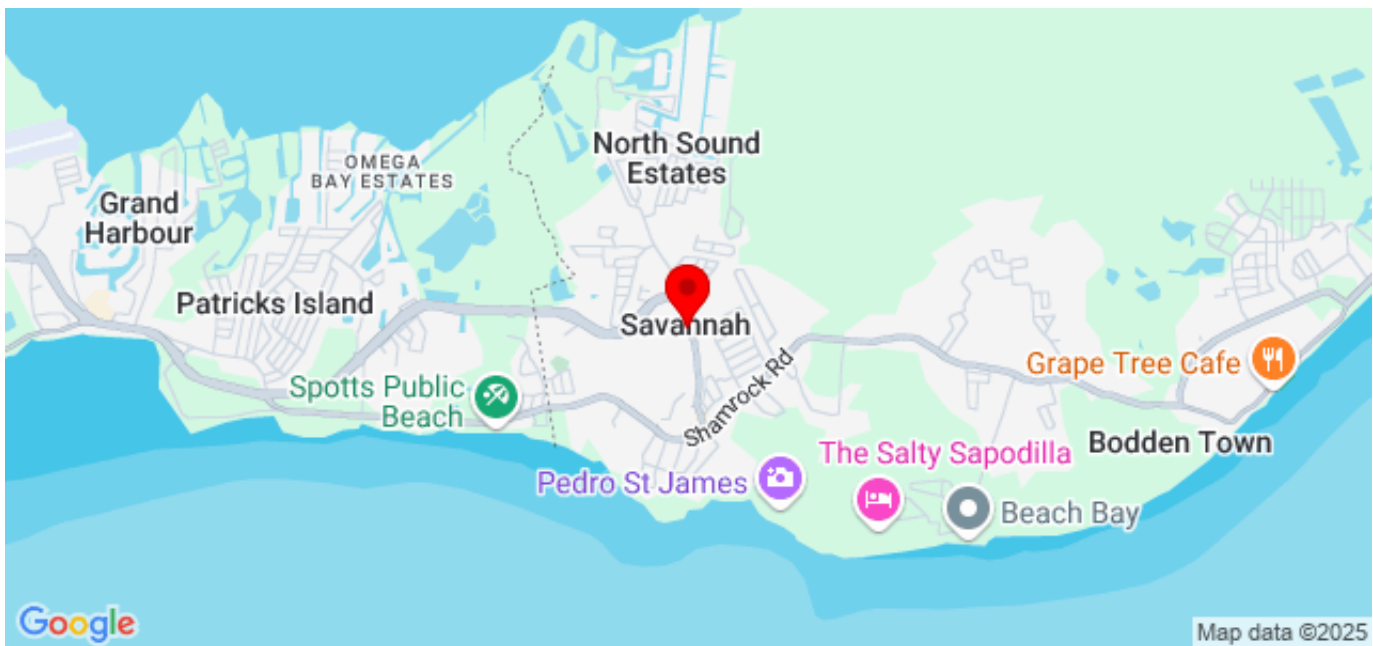 North Sound
Estates
OMEGA
BAY ESTATES
Grand
Harbour
Patricks Island
Savannah
Shamrock Rd
Grape Tree Cafe
Spotts Public
Beach
Bodden Town
The Salty Sapodilla
Pedro St James
Beach Bay
Google
Map data ©2025